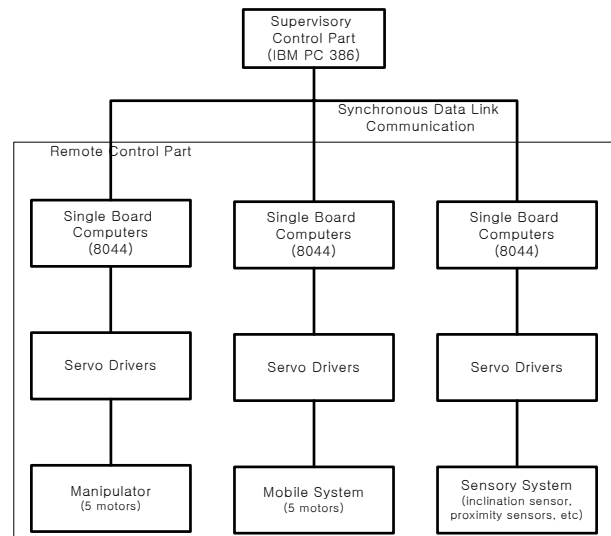 Supervisory
Control Part
(IBM PC 386)
Synchronous Data Link
Communication
Remote Control Part
Single Board
Computers
(8044)
Single Board
Computers
(8044)
Single Board
Computers
(8044)
Servo Drivers
Servo Drivers
Servo Drivers
Manipulator
(5 motors)
Mobile System
(5 motors)
Sensory System
(inclination sensor,
proximity sensors, etc)